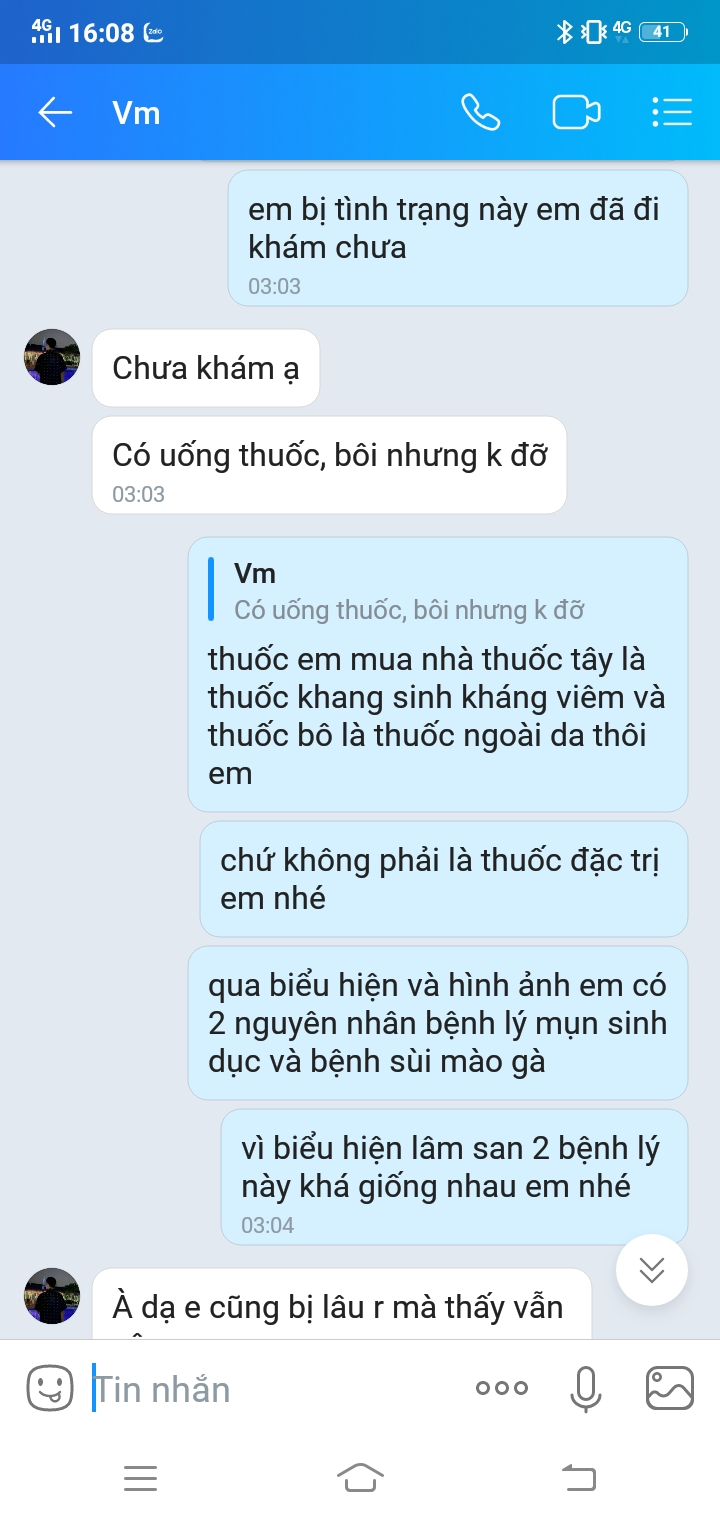 4G 16:08 Zalo 4G 41
Vm
em bị tình trạng này em đã đi
khám chưa
03:03
Chưa khám ạ
Có uống thuốc, bôi nhưng k đỡ
03:03
Vm
Có uống thuốc, bôi nhưng k đỡ
thuốc em mua nhà thuốc tây là
thuốc khang sinh kháng viêm và
thuốc bô là thuốc ngoài da thôi
em
chứ không phải là thuốc đặc trị
em nhé
qua biểu hiện và hình ảnh em có
2 nguyên nhân bệnh lý mụn sinh
dục và bệnh sùi mào gà
vì biểu hiện lâm san 2 bệnh lý
này khá giống nhau em nhé
03:04
À dạ e cũng bị lâu r mà thấy vẫn
Tin nhắn